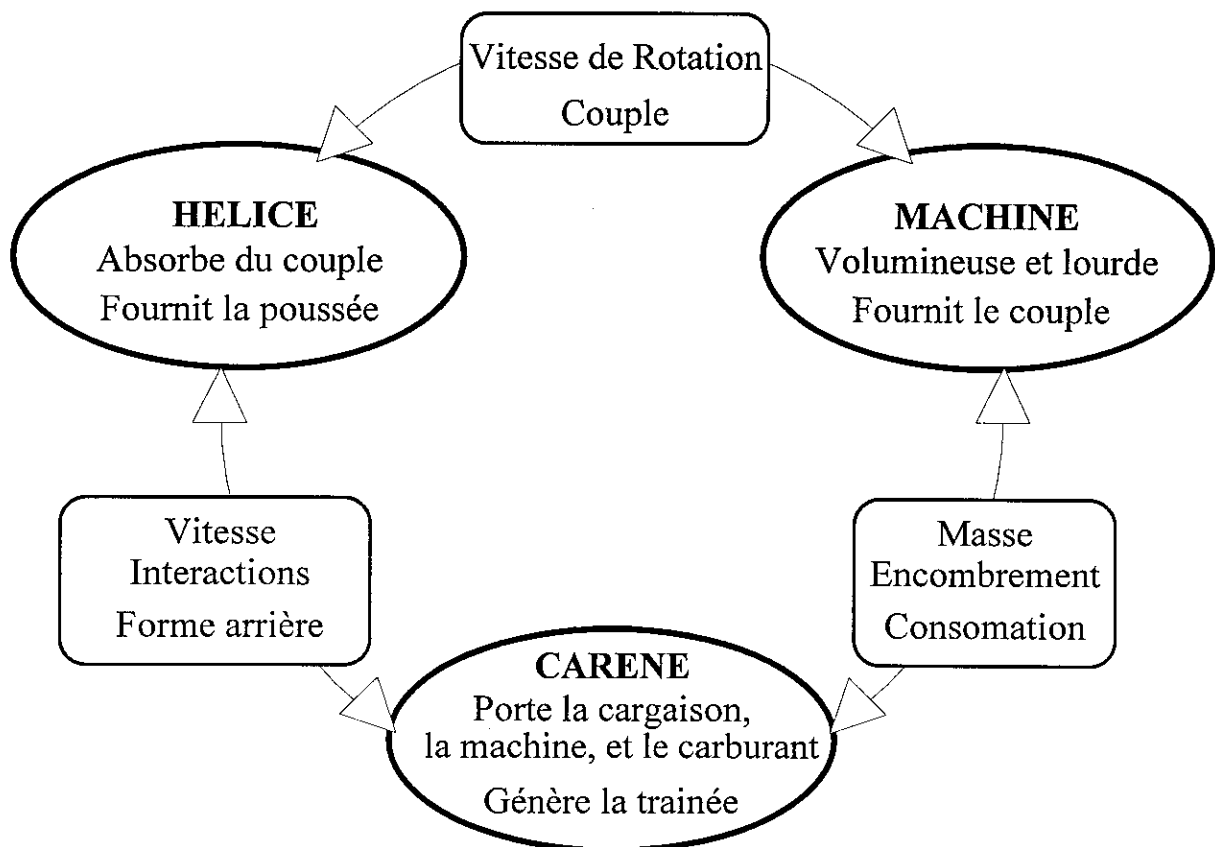 Vitesse de Rotation
Couple
HELICE
Absorbe du couple
Fournit la poussée
MACHINE
Volumineuse et lourde
Fournit le couple
Vitesse
Interactions
Forme arrière
Masse
Encombrement
Consomation
CARENE
Porte la cargaison,
la machine, et le carburant
Génère la trainée